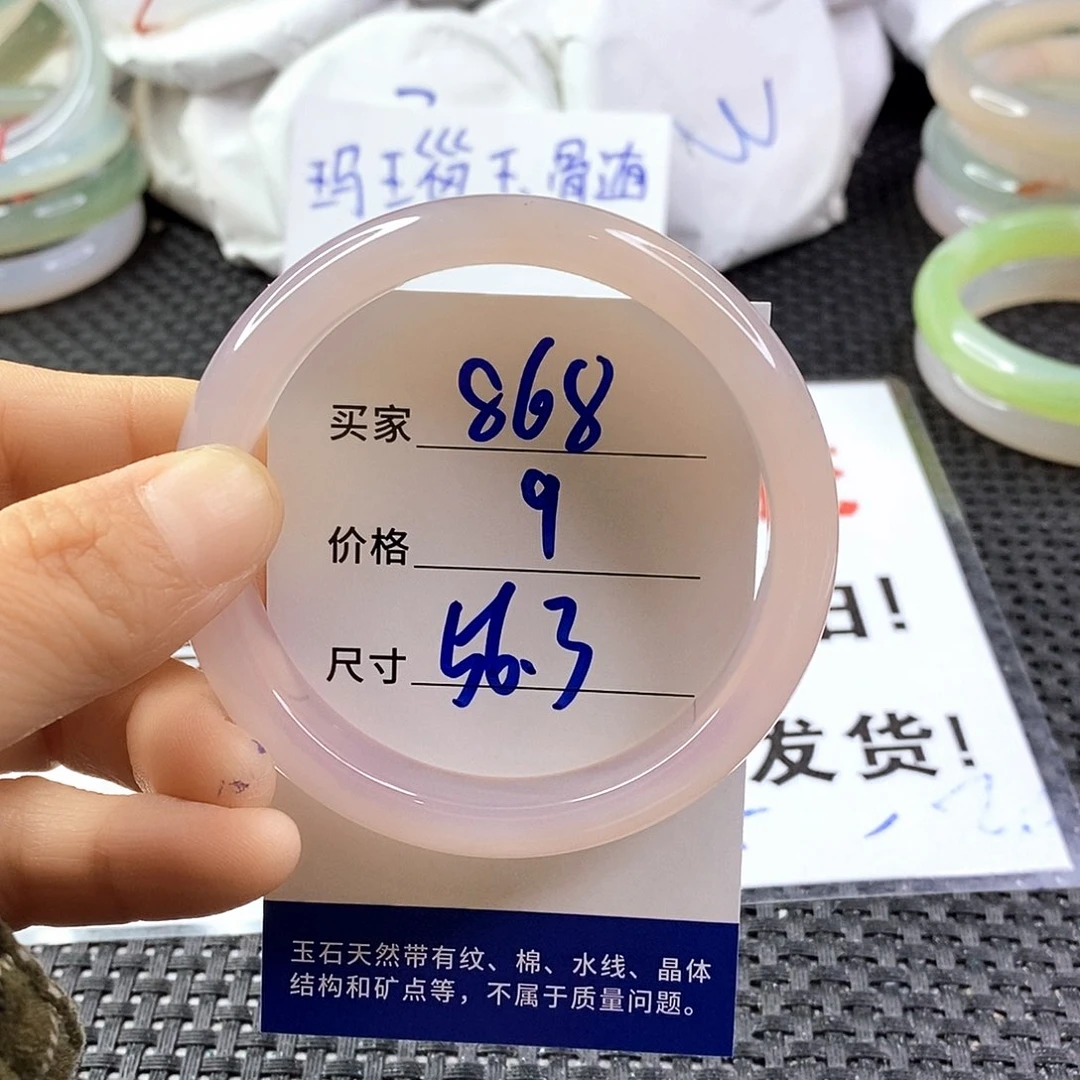 玛瑙玉髓
买家 868
价格 9
尺寸 56.3
发货!
玉石天然带有纹、棉、水线、晶体
结构和矿点等，不属于质量问题。